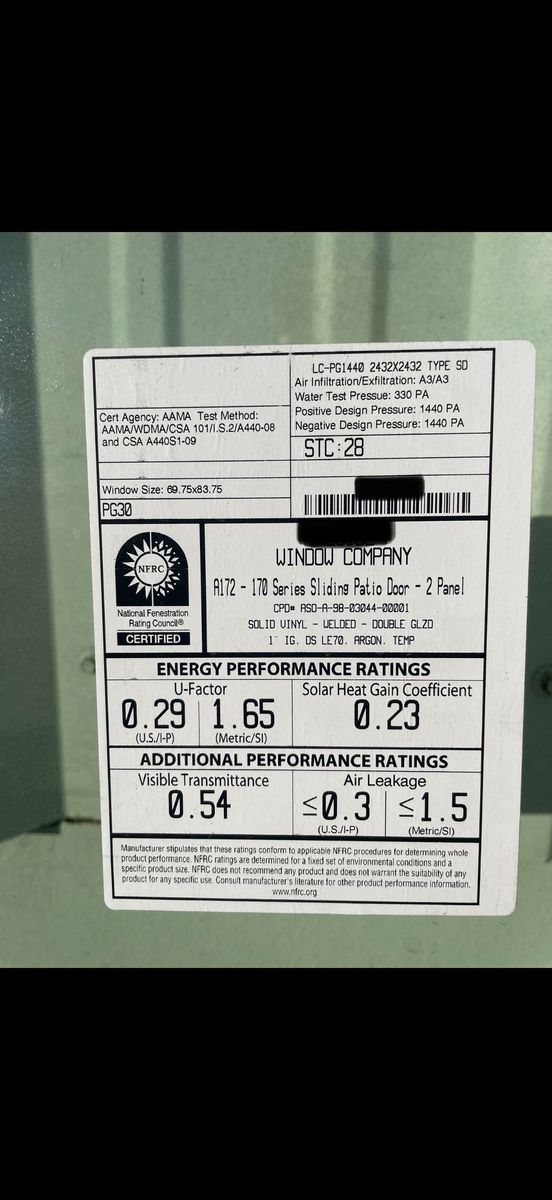 LC-PG1440 2432X2432 TYPE SD
Air Infiltration/Exfiltration: A3/A3
Water Test Pressue: 330 PA
Positive Design Pressure: 1440 PA
Negative Design Pressure: 1440 PA
Cert Agency: AAMA Test Method:
AAMA/WDMA/CSA 101/I.S.2/A440-08
and CSA A440S1-09
STC:28
Window Size: 69.75x83.75
PG30
NFRC
National Fenestration
Rating Council®
CERTIFIED
WINDOW COMPANY
A172 - 170 Series Sliding Patio Door - 2 Panel
CPD# ASO-A-98-03044-00001
SOLID VINYL - WELDED - DOUBLE GLZD
1" IG. DS LE70. ARGON. TEMP
ENERGY PERFORMANCE RATINGS
U-Factor
0.29 1.65
(U.S./I-P) (Metric/SI)
Solar Heat Gain Coefficient
0.23
ADDITIONAL PERFORMANCE RATINGS
Visible Transmittance
0.54
Air Leakage
≤0.3 ≤1.5
(U.S./I-P) (Metric/SI)
Manufacturer stipulates that these ratings conform to applicable NFRC procedures for determining whole
product performance. NFRC ratings are determined for a fixed set of environmental conditions and a
specific product size. NFRC does not recommend any product and does not warrant the suitability of any
product for any specific use. Consult manufacturer's literature for other product performance information.
www.nfrc.org